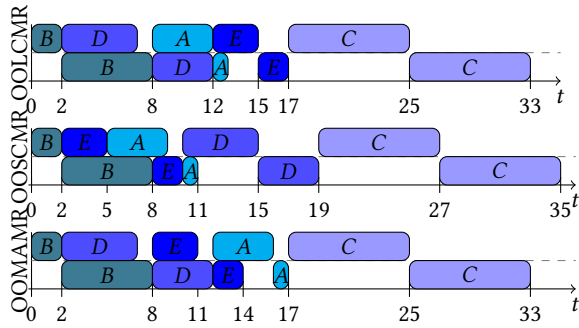 OOLCMR
B D A E C
B D A E C
0 2 8 12 15 17 25 33 t
OOSCMR
B E A D C
B E A D C
0 2 5 8 11 15 19 27 35 t
OOMAMR
B D E A C
B D E A C
0 2 8 11 14 17 25 33 t